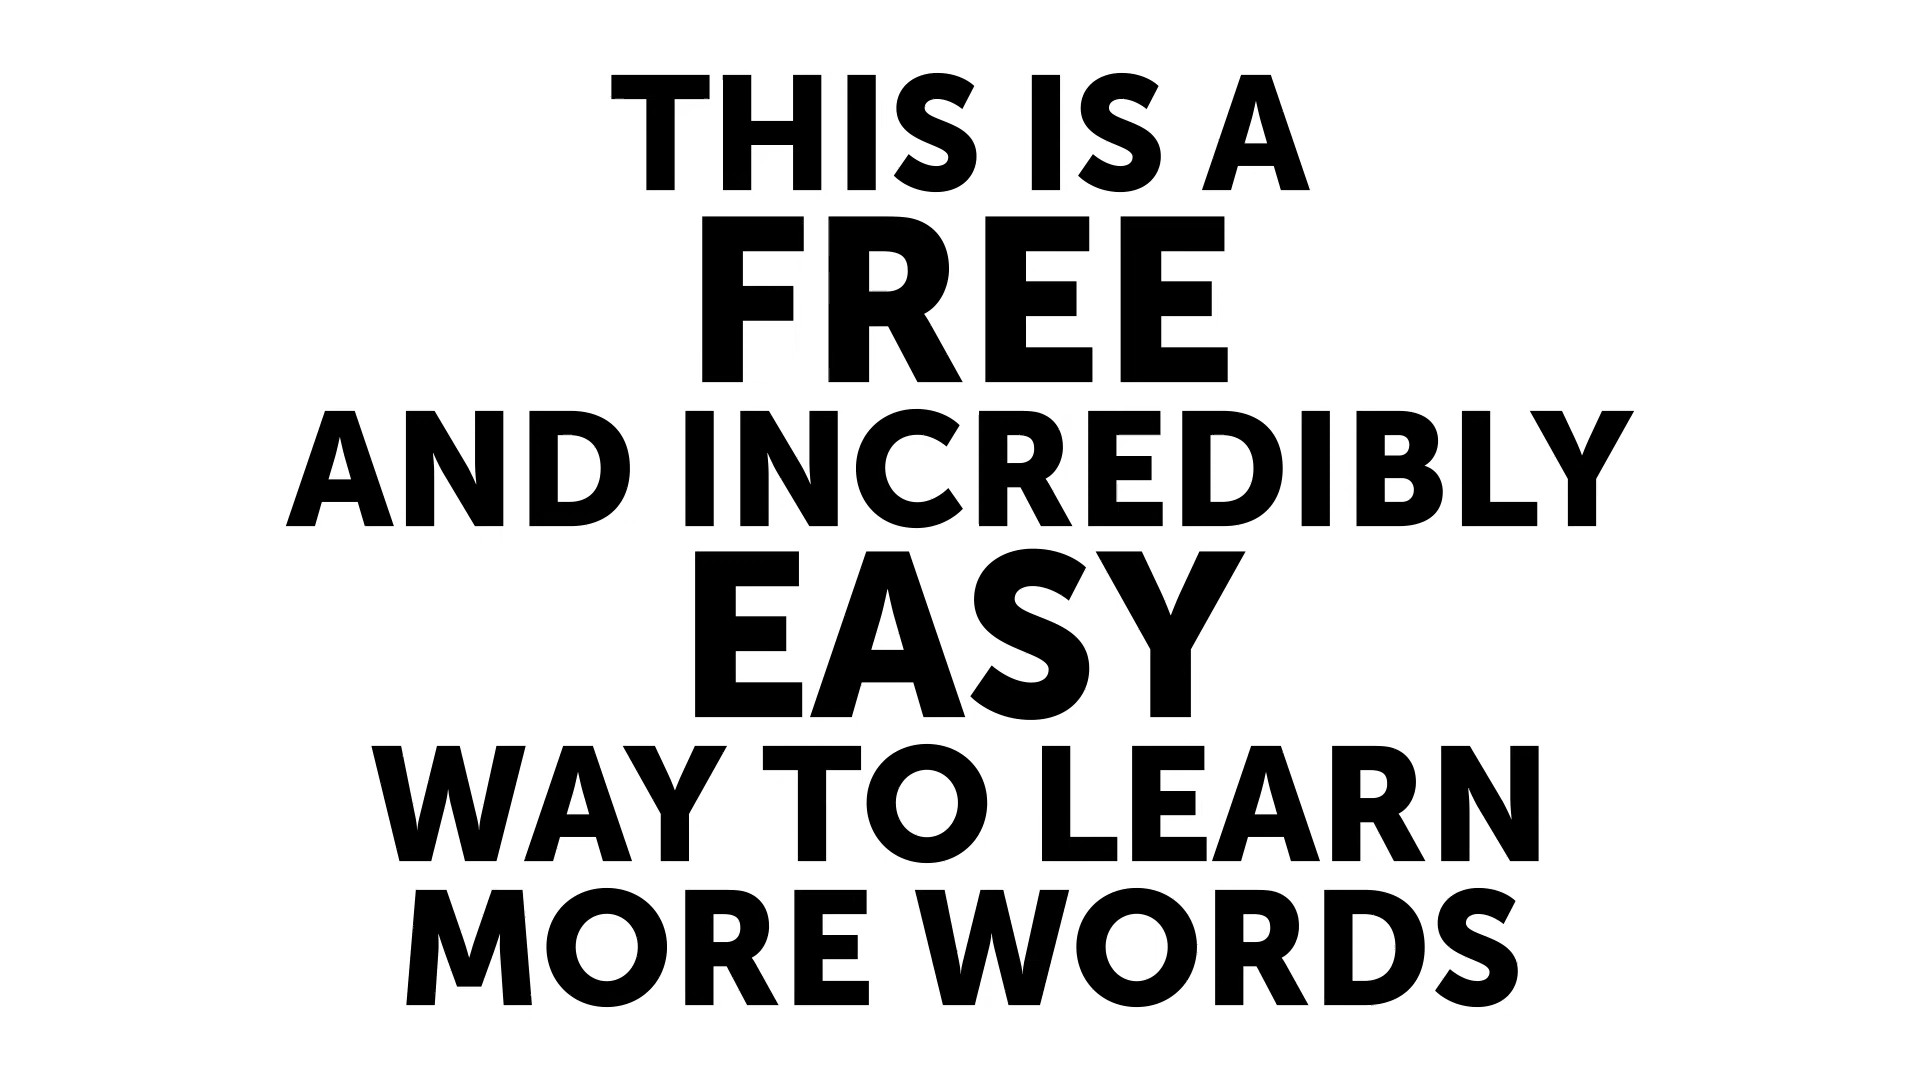 THIS IS A
FREE
AND INCREDIBLY
EASY
WAY TO LEARN
MORE WORDS